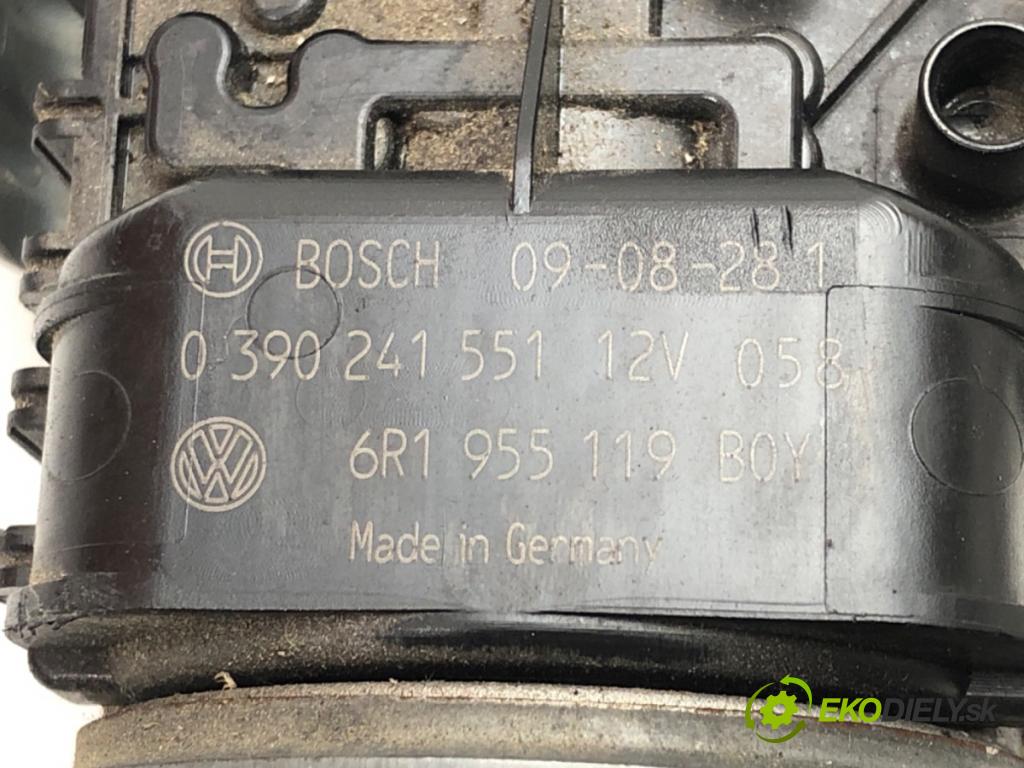 BOSCH 09-08-28 1
0 390 241 551 12V 058
6R1 955 119 BOY
Made in Germany
EKODIELY.sk